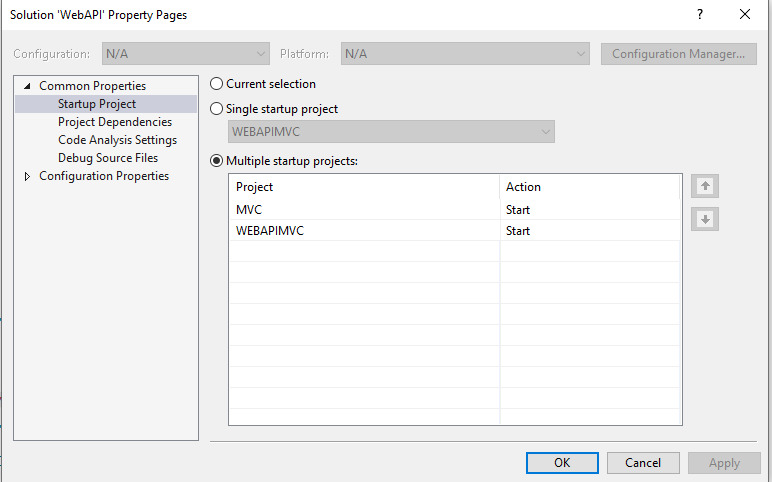 Solution 'WebAPI' Property Pages
?
Configuration: N/A Platform: N/A Configuration Manager...
Common Properties
Startup Project
Project Dependencies
Code Analysis Settings
Debug Source Files
Configuration Properties
Current selection
Single startup project
WEBAPIMVC
Multiple startup projects:
Project Action
MVC Start
WEBAPIMVC Start
OK Cancel Apply